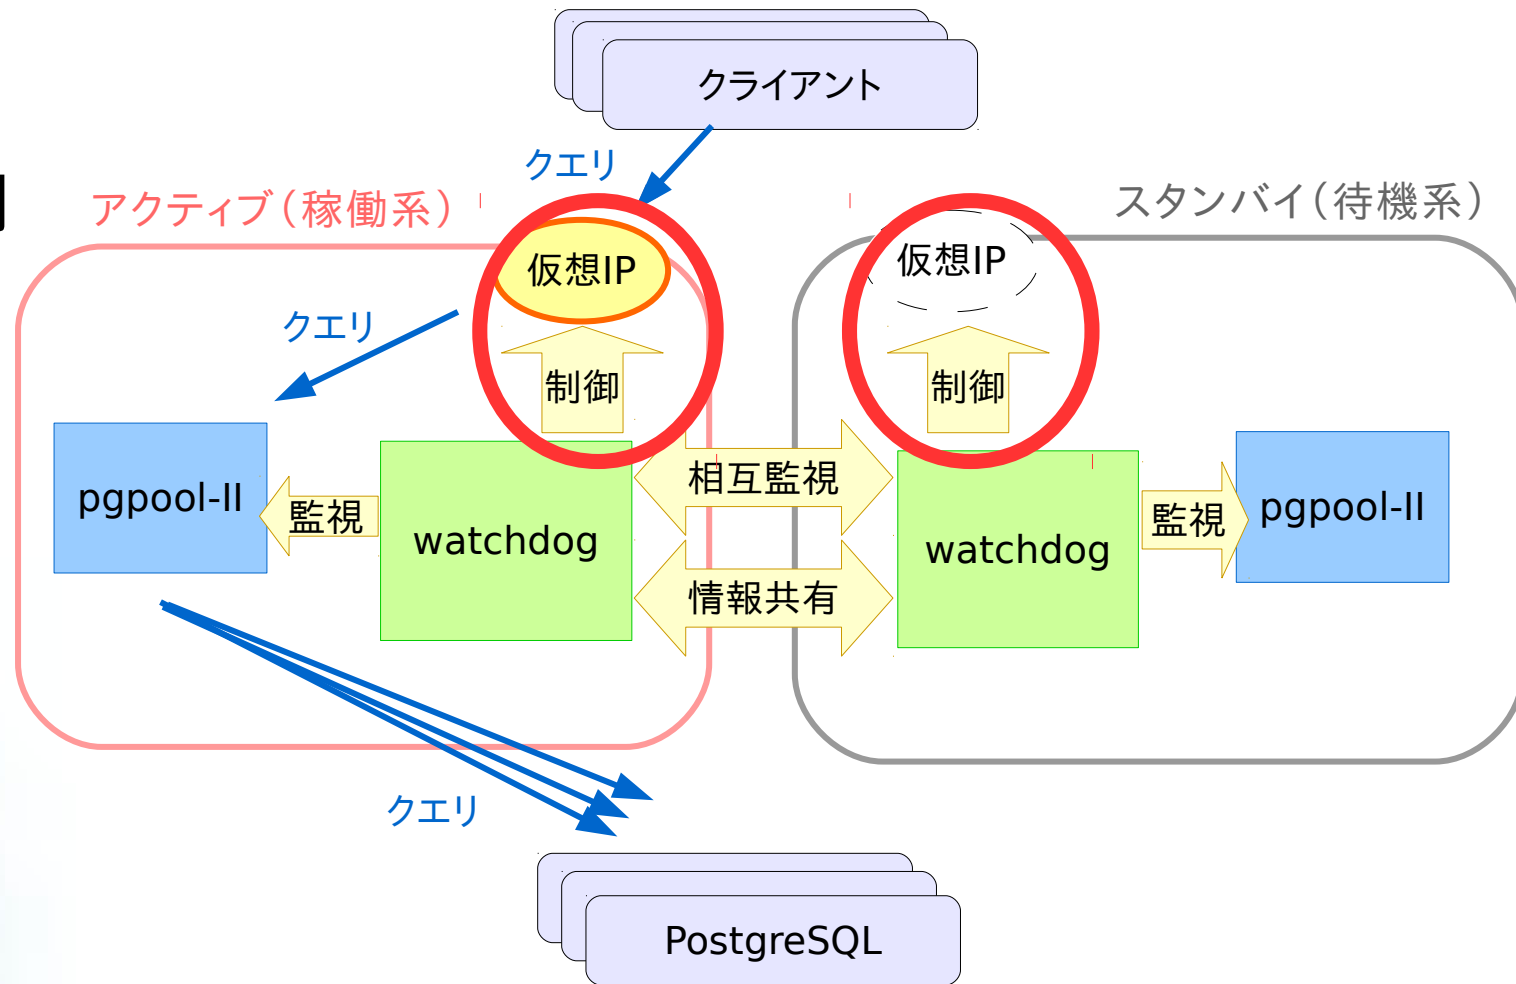 クライアント
クエリ
アクティブ（稼働系）
スタンバイ（待機系）
仮想IP
仮想IP
クエリ
制御
制御
相互監視
pgpool-II
監視
watchdog
watchdog
監視
pgpool-II
情報共有
クエリ
PostgreSQL